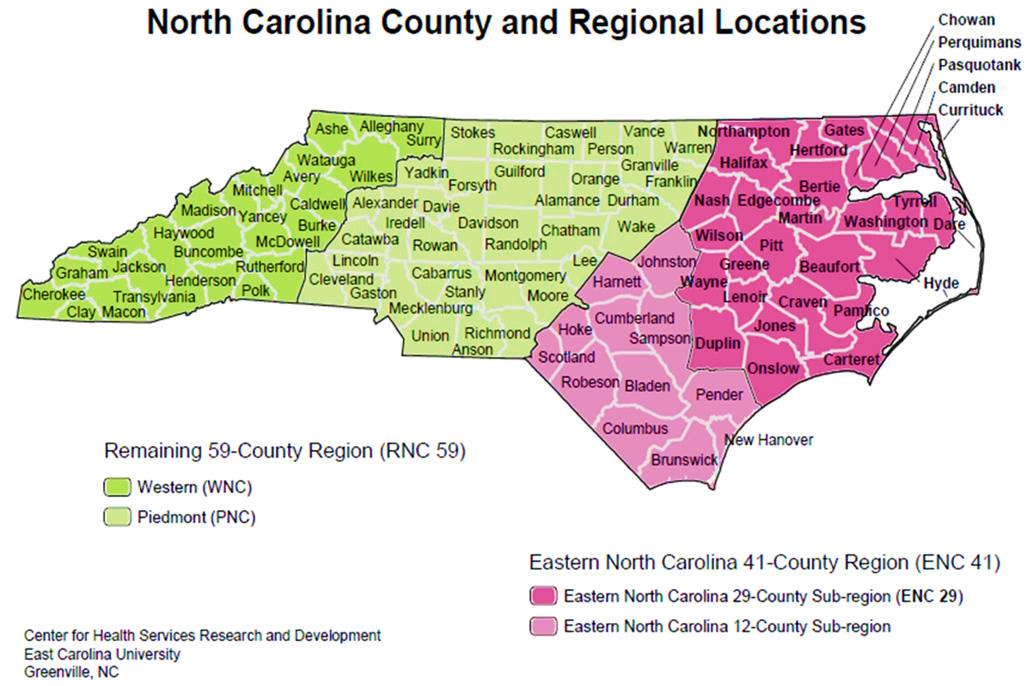 North Carolina County and Regional Locations
Chowan
Perquimans
Pasquotank
Camden
Currituck
Ashe
Alleghany
Surry
Stokes
Caswell
Vance
Northampton
Gates
Rockingham
Person
Warren
Hertford
Watauga
Granville
Halifax
Avery
Wilkes
Yadkin
Guilford
Orange
Franklin
Forsyth
Mitchell
Bertie
Caldwell
Alexander
Davie
Alamance
Durham
Nash
Edgecombe
Tyrrell
Madison
Yancey
Burke
Iredell
Davidson
Chatham
Wake
Martin
Washington
Dare
Haywood
McDowell
Catawba
Rowan
Randolph
Wilson
Pitt
Swain
Buncombe
Lincoln
Lee
Johnston
Greene
Beaufort
Graham
Jackson
Rutherford
Cleveland
Cabarrus
Montgomery
Harnett
Wayne
Hyde
Henderson
Cherokee
Transylvania
Polk
Gaston
Stanly
Moore
Lenoir
Craven
Pamlico
Clay
Macon
Mecklenburg
Cumberland
Jones
Union
Richmond
Hoke
Sampson
Duplin
Anson
Scotland
Carteret
Onslow
Robeson
Bladen
Pender
Columbus
New Hanover
Brunswick
Remaining 59-County Region (RNC 59)
Western (WNC)
Piedmont (PNC)
Eastern North Carolina 41-County Region (ENC 41)
Eastern North Carolina 29-County Sub-region (ENC 29)
Eastern North Carolina 12-County Sub-region
Center for Health Services Research and Development
East Carolina University
Greenville, NC